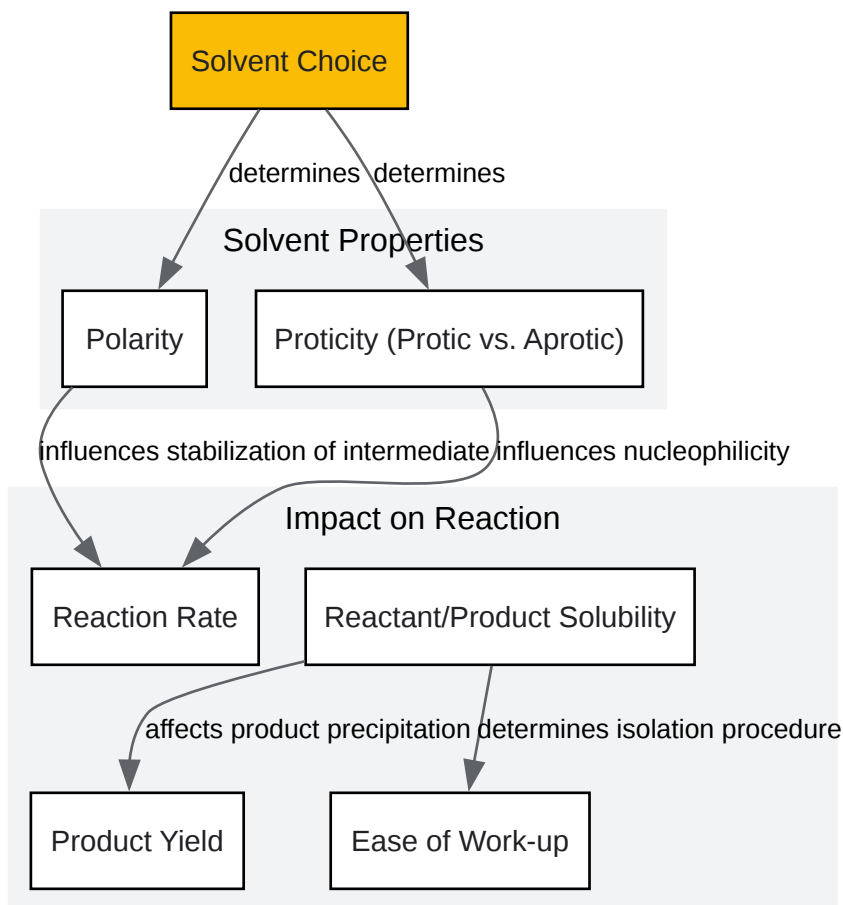 Solvent Choice
determines
determines
Solvent Properties
Polarity
Proticity (Protic vs. Aprotic)
influences stabilization of intermediate
influences nucleophilicity
Impact on Reaction
Reaction Rate
Reactant/Product Solubility
affects product precipitation
determines isolation procedure
Product Yield
Ease of Work-up